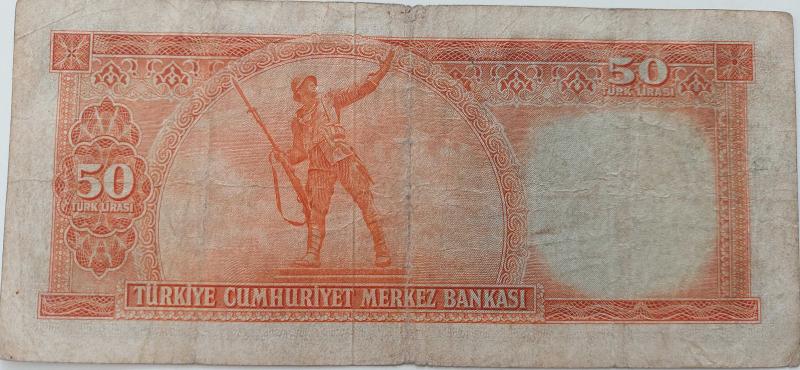 50
TÜRK LİRASI
50
TÜRK LİRASI
TÜRKİYE CUMHURİYET MERKEZ BANKASI